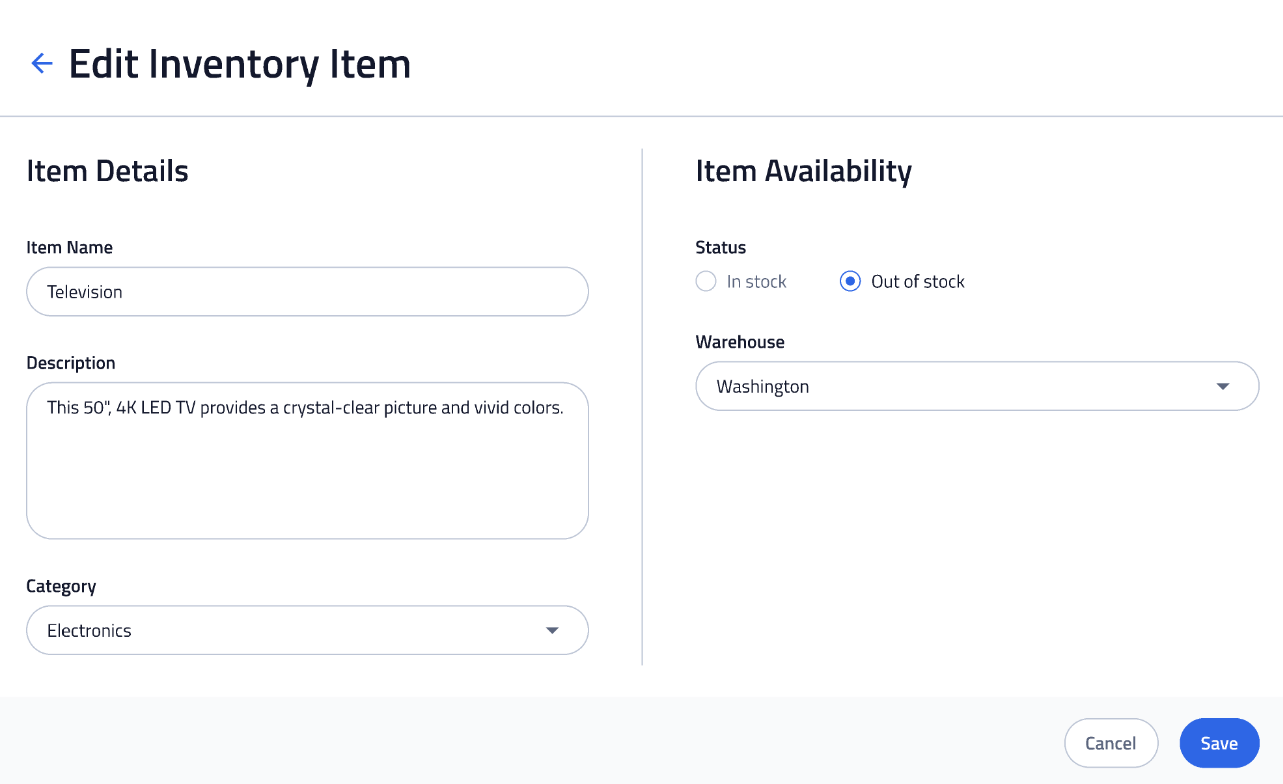 Edit Inventory Item
Item Details
Item Name
Television
Description
This 50", 4K LED TV provides a crystal-clear picture and vivid colors.
Category
Electronics
Item Availability
Status
In stock
Out of stock
Warehouse
Washington
Cancel
Save